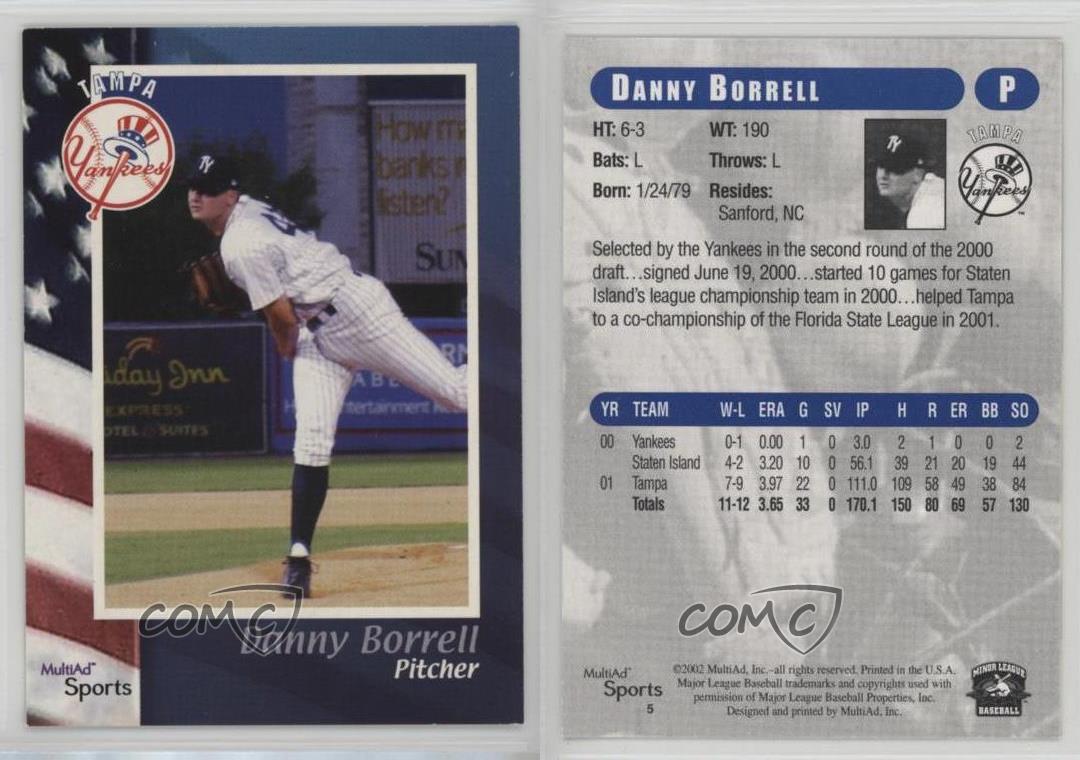 TAMPA
Yankees
How
banks
listen?
SUN
iday Inn
EXPRESS
HOTEL & SUITES
Entertainment
COMC
Danny Borrell
Pitcher
MultiAd™
Sports
DANNY BORRELL
P
HT: 6-3 WT: 190
Bats: L Throws: L
Born: 1/24/79 Resides:
Sanford, NC
TAMPA
Yankees
Selected by the Yankees in the second round of the 2000
draft…signed June 19, 2000…started 10 games for Staten
Island's league championship team in 2000…helped Tampa
to a co-championship of the Florida State League in 2001.
YR TEAM W-L ERA G SV IP H R ER BB SO
00 Yankees 0-1 0.00 1 0 3.0 2 1 0 0 2
Staten Island 4-2 3.20 10 0 56.1 39 21 20 19 44
01 Tampa 7-9 3.97 22 0 111.0 109 58 49 38 84
Totals 11-12 3.65 33 0 170.1 150 80 69 57 130
COMC
MultiAd™
Sports
5
©2002 MultiAd, Inc.–all rights reserved. Printed in the U.S.A.
Major League Baseball trademarks and copyrights used with
permission of Major League Baseball Properties, Inc.
Designed and printed by MultiAd, Inc.
MINOR LEAGUE
BASEBALL